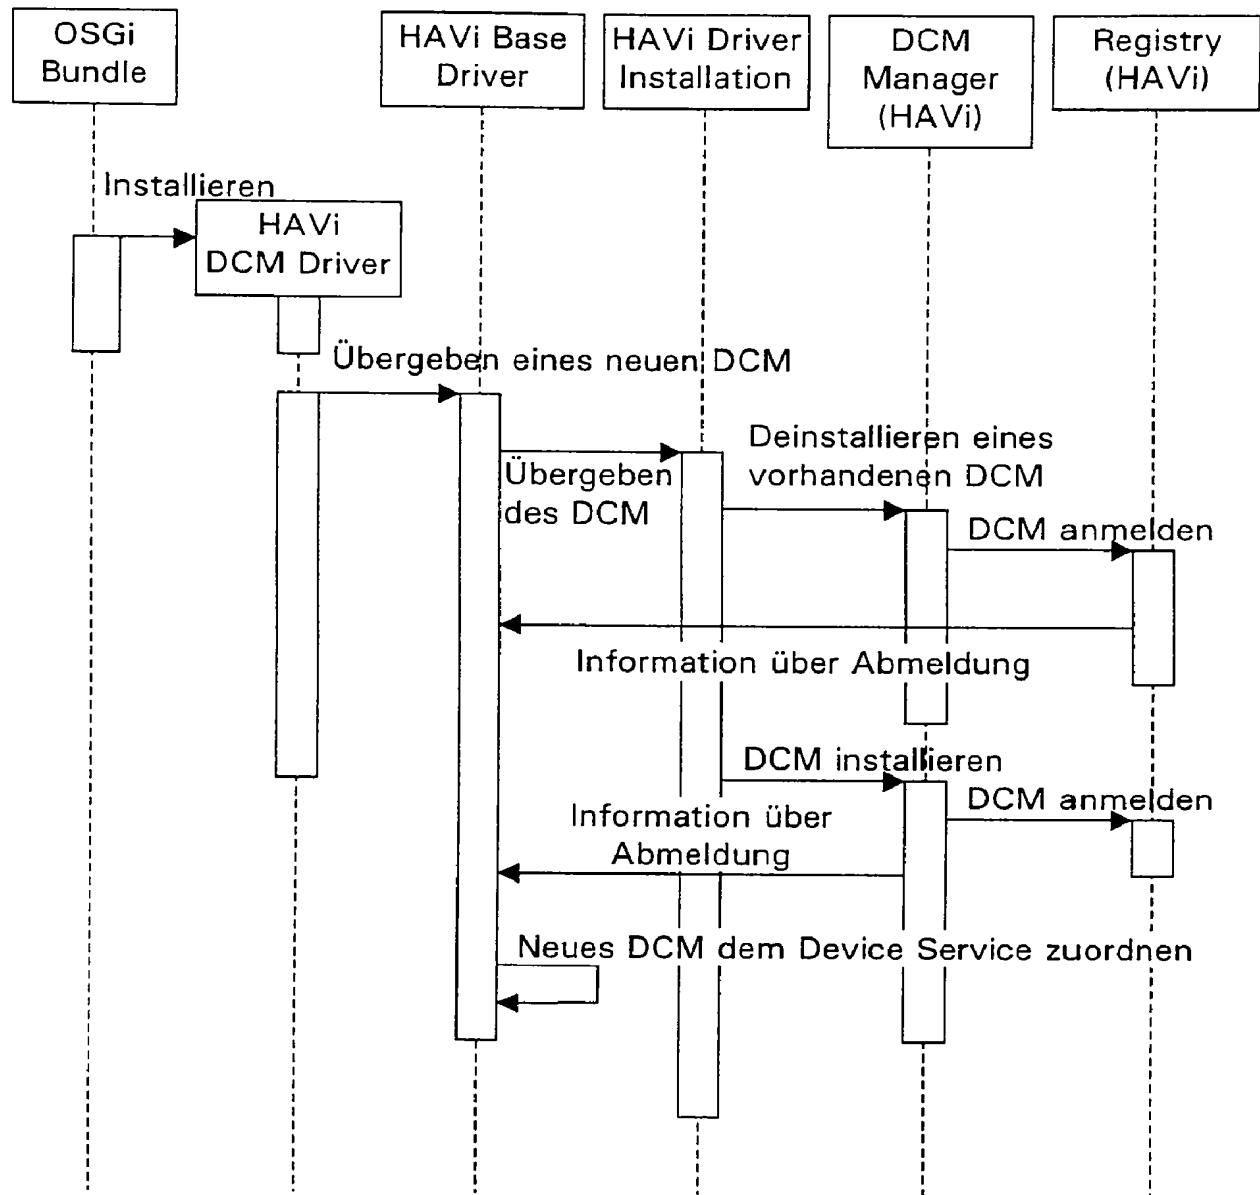 OSGi
Bundle
HAVi Base
Driver
HAVi Driver
Installation
DCM
Manager
(HAVi)
Registry
(HAVi)
Installieren
HAVi
DCM Driver
Übergeben eines neuen DCM
Übergeben
des DCM
Deinstallieren eines
vorhandenen DCM
DCM anmelden
Information über Abmeldung
DCM installieren
DCM anmelden
Information über
Abmeldung
Neues DCM dem Device Service zuordnen